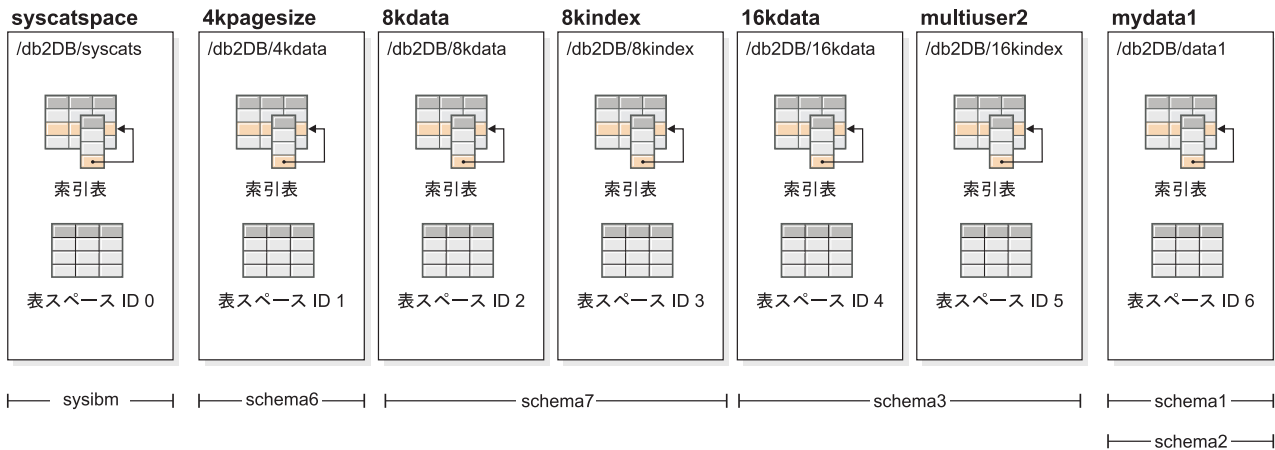 syscatspace
4kpagesize
8kdata
8kindex
16kdata
multiuser2
mydata1
/db2DB/syscats
/db2DB/4kdata
/db2DB/8kdata
/db2DB/8kindex
/db2DB/16kdata
/db2DB/16kindex
/db2DB/data1
索引表
索引表
索引表
索引表
索引表
索引表
索引表
表スペース ID 0
表スペース ID 1
表スペース ID 2
表スペース ID 3
表スペース ID 4
表スペース ID 5
表スペース ID 6
sysibm
schema6
schema7
schema3
schema1
schema2